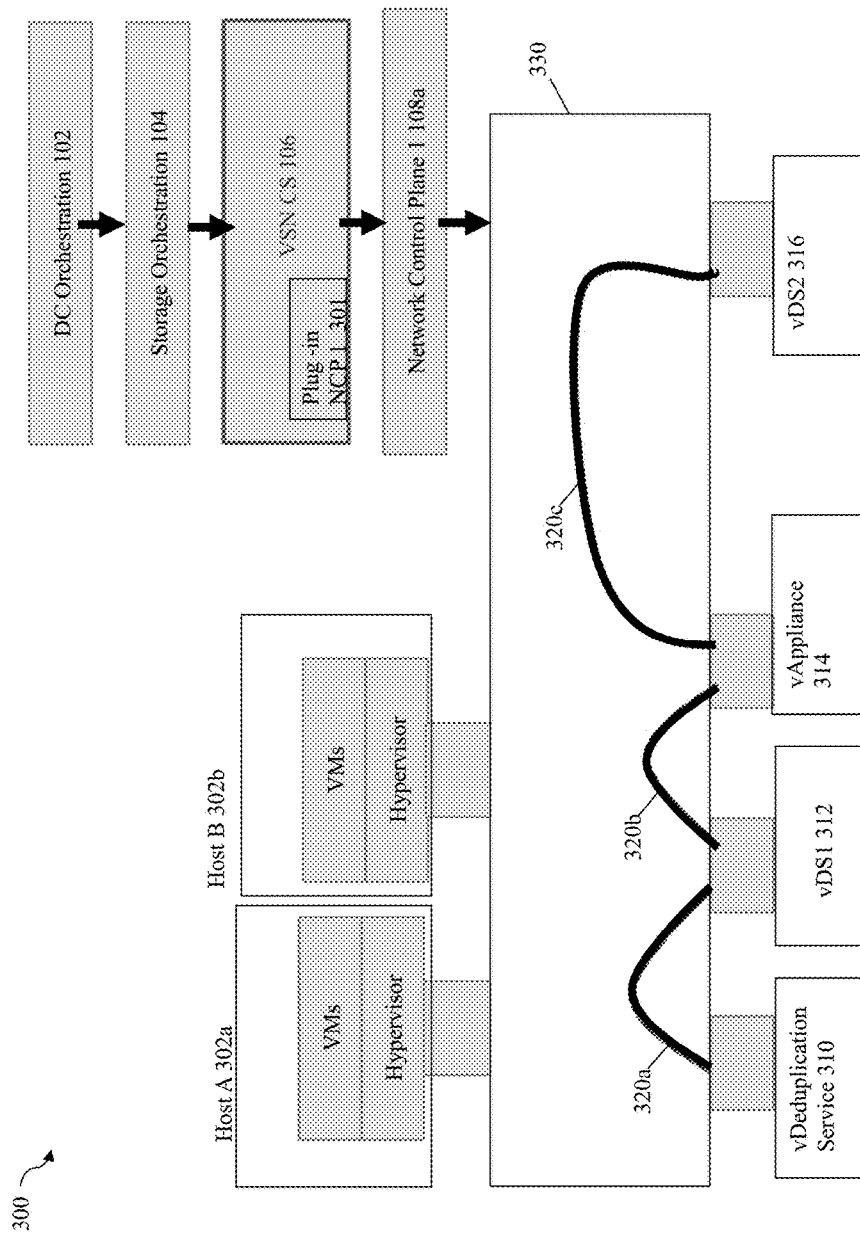 300
DC Orchestration 102
Storage Orchestration 104
VSN CS 106
Plug -in
NCP 1 301
Network Control Plane 1 108a
Host A 302a
VMs
Hypervisor
Host B 302b
VMs
Hypervisor
330
320a
320b
320c
vDeduplication
Service 310
vDS1 312
vAppliance
314
vDS2 316